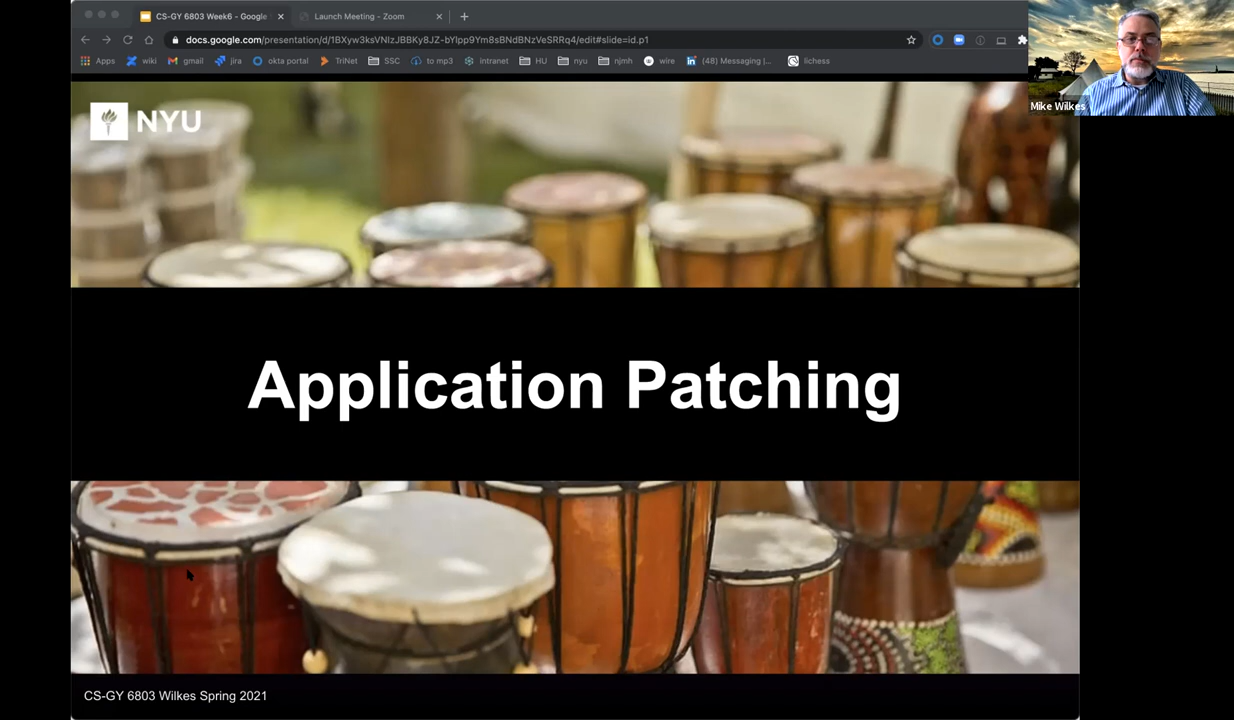 CS-GY 6803 Week6 - Google
Launch Meeting - Zoom
docs.google.com/presentation/d/1BXyw3ksVNlzJBBKy8JZ-bYlpp9Ym8sBNdBNzVeSRRq4/edit#slide=id.p1
Apps wiki gmail jira okta portal TriNet SSC to mp3 intranet HU nyu njmh wire (48) Messaging |... lichess
Mike Wilkes
NYU
Application Patching
CS-GY 6803 Wilkes Spring 2021